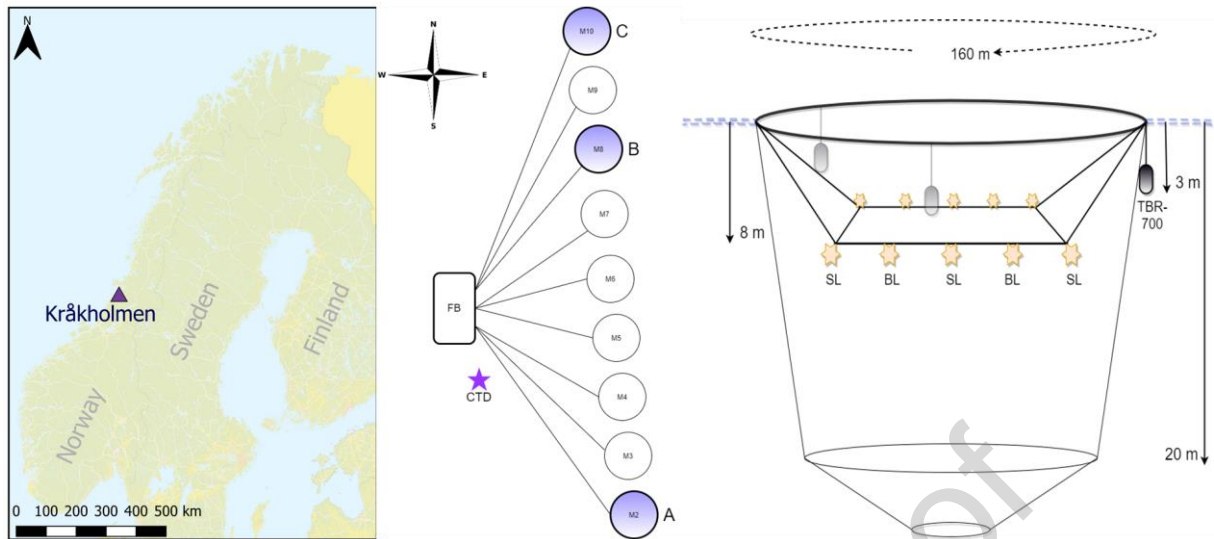 N
Kråkholmen
Norway
Sweden
Finland
0 100 200 300 400 500 km
N
W
E
S
M10
C
M9
M8
B
M7
M6
FB
M5
CTD
M4
M3
M2
A
160 m
3 m
TBR-
700
8 m
SL
BL
SL
BL
SL
20 m
of